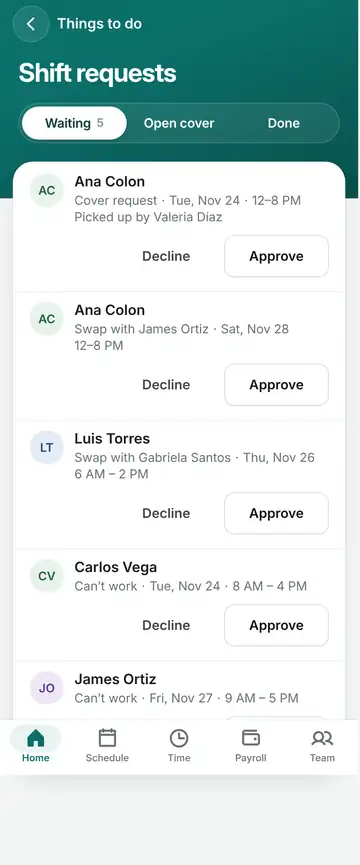 Things to do
Shift requests
Waiting 5
Open cover
Done
AC
Ana Colon
Cover request · Tue, Nov 24 · 12–8 PM
Picked up by Valeria Díaz
Decline
Approve
AC
Ana Colon
Swap with James Ortiz · Sat, Nov 28
12–8 PM
Decline
Approve
LT
Luis Torres
Swap with Gabriela Santos · Thu, Nov 26
6 AM – 2 PM
Decline
Approve
CV
Carlos Vega
Can’t work · Tue, Nov 24 · 8 AM – 4 PM
Decline
Approve
JO
James Ortiz
Can’t work · Fri, Nov 27 · 9 AM – 5 PM
Home
Schedule
Time
Payroll
Team